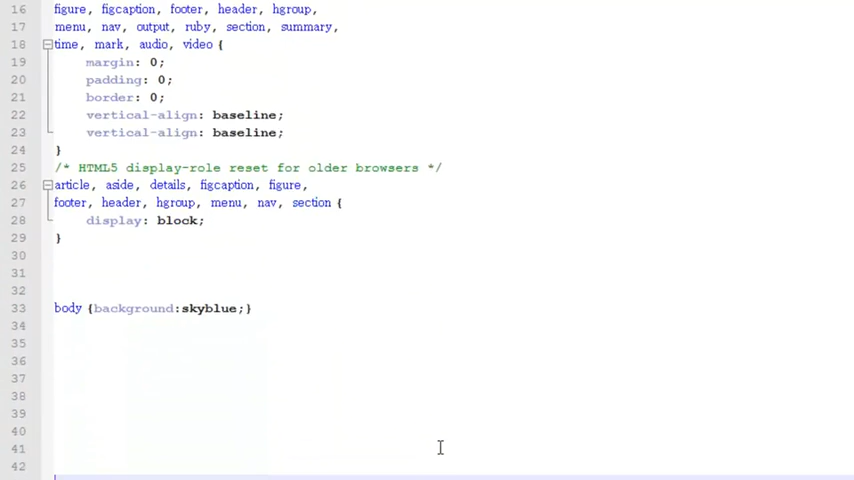 16 figure, figcaption, footer, header, hgroup,
17 menu, nav, output, ruby, section, summary,
18 time, mark, audio, video {
19 margin: 0;
20 padding: 0;
21 border: 0;
22 vertical-align: baseline;
23 vertical-align: baseline;
24 }
25 /* HTML5 display-role reset for older browsers */
26 article, aside, details, figcaption, figure,
27 footer, header, hgroup, menu, nav, section {
28 display: block;
29 }
30
31
32
33 body {background:skyblue;}
34
35
36
37
38
39
40
41
42